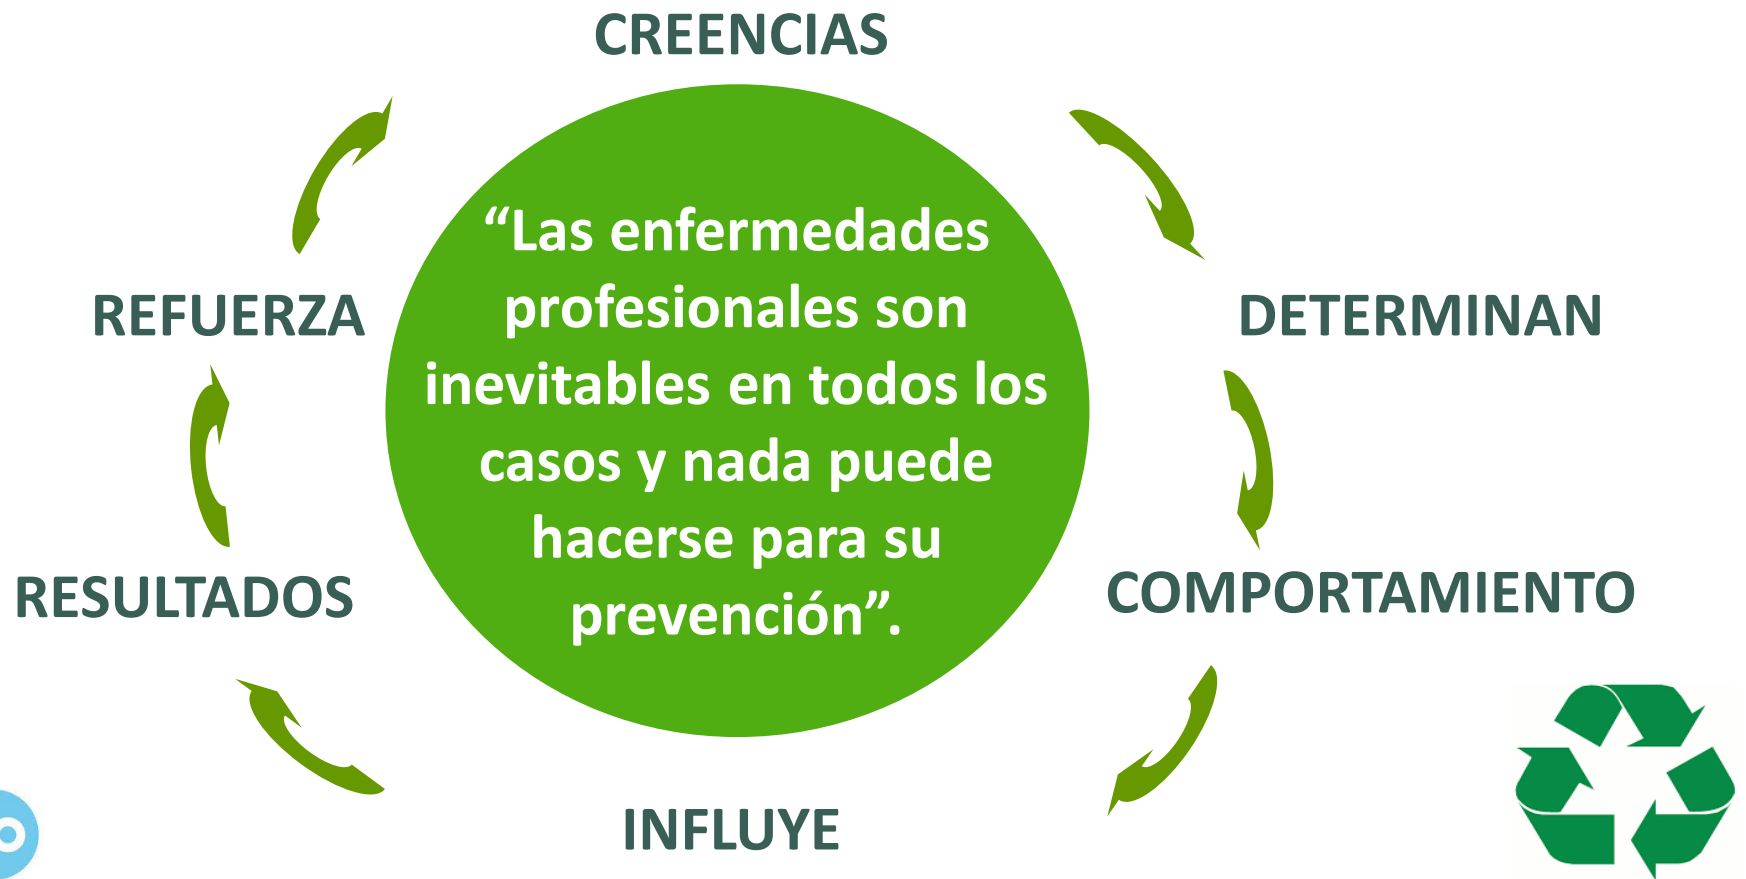 CREENCIAS
“Las enfermedades
profesionales son
inevitables en todos los
casos y nada puede
hacerse para su
prevención”.
DETERMINAN
COMPORTAMIENTO
INFLUYE
RESULTADOS
REFUERZA